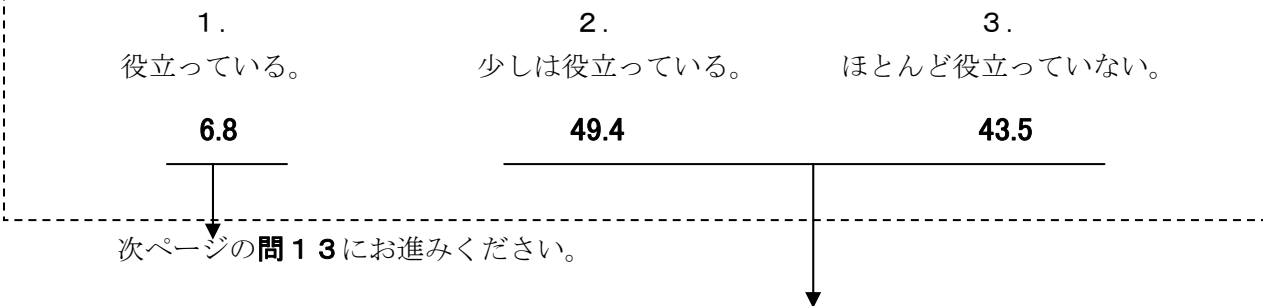 １. ２. ３.
役立っている。 少しは役立っている。 ほとんど役立っていない。
6.8 49.4 43.5
次ページの問１３にお進みください。